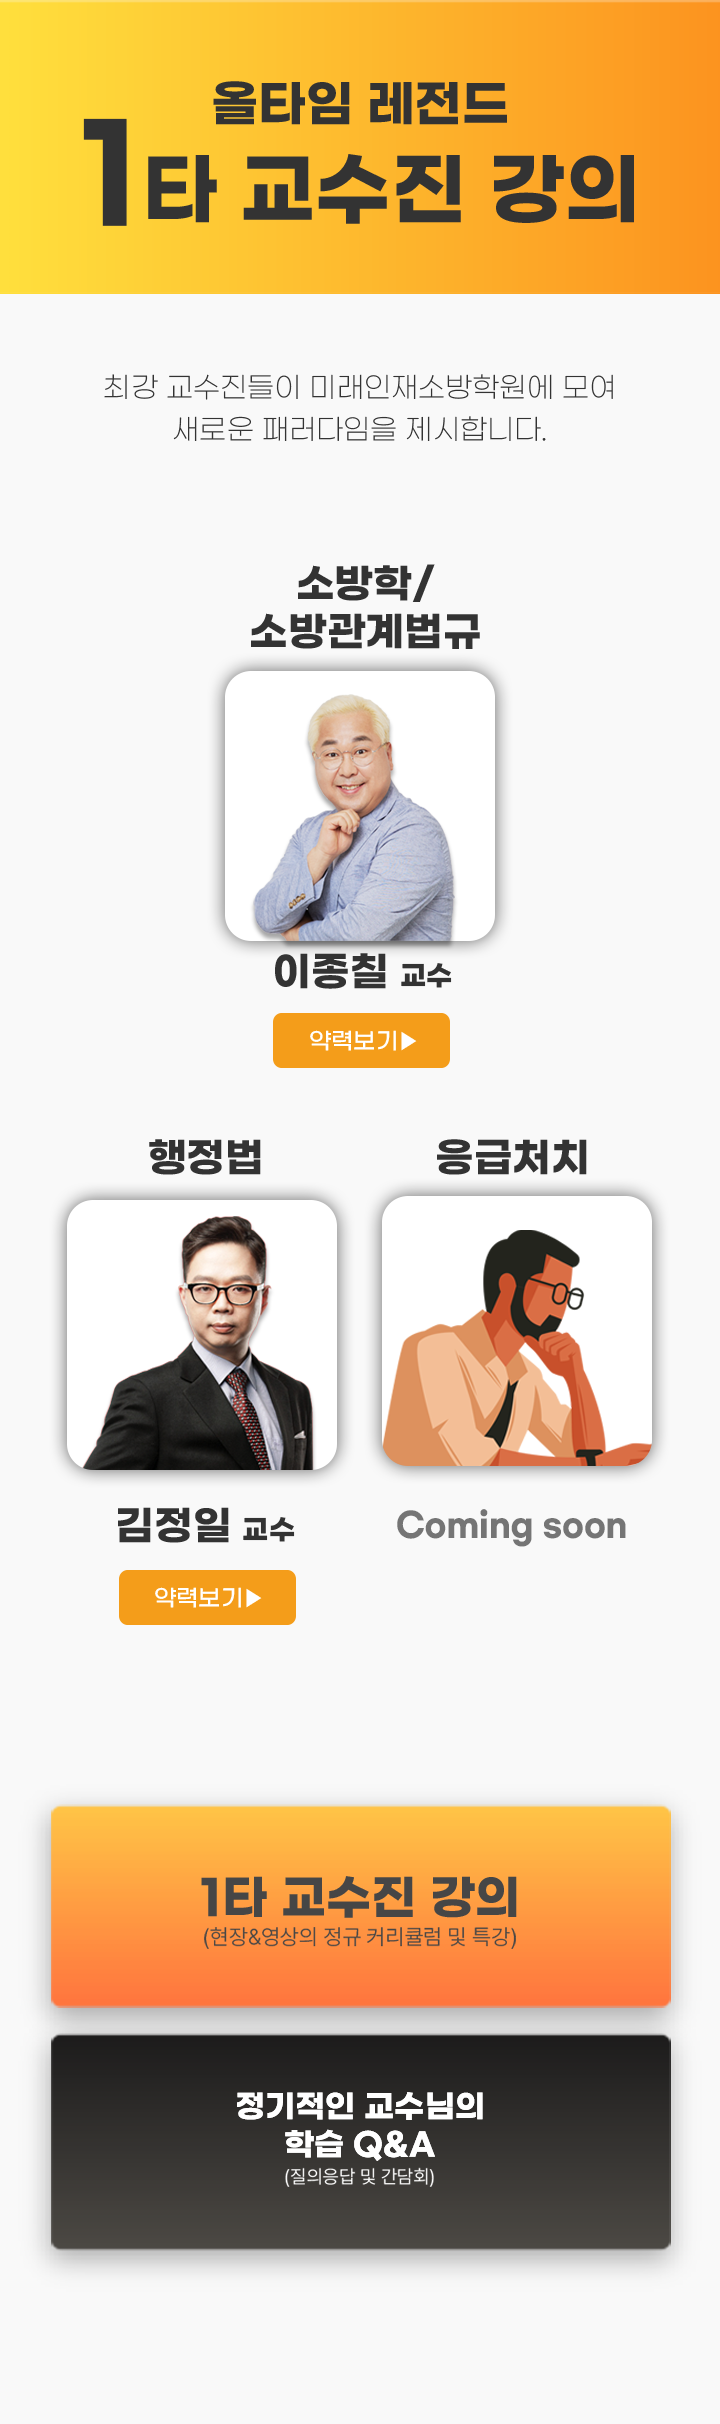 올타임 레전드
1타 교수진 강의
최강 교수진들이 미래인재소방학원에 모여
새로운 패러다임을 제시합니다.
소방학/
소방관계법규
이종칠 교수
약력보기▶
행정법
김정일 교수
약력보기▶
응급처치
Coming soon
1타 교수진 강의
(현장&영상의 정규 커리큘럼 및 특강)
정기적인 교수님의
학습 Q&A
(질의응답 및 간담회)